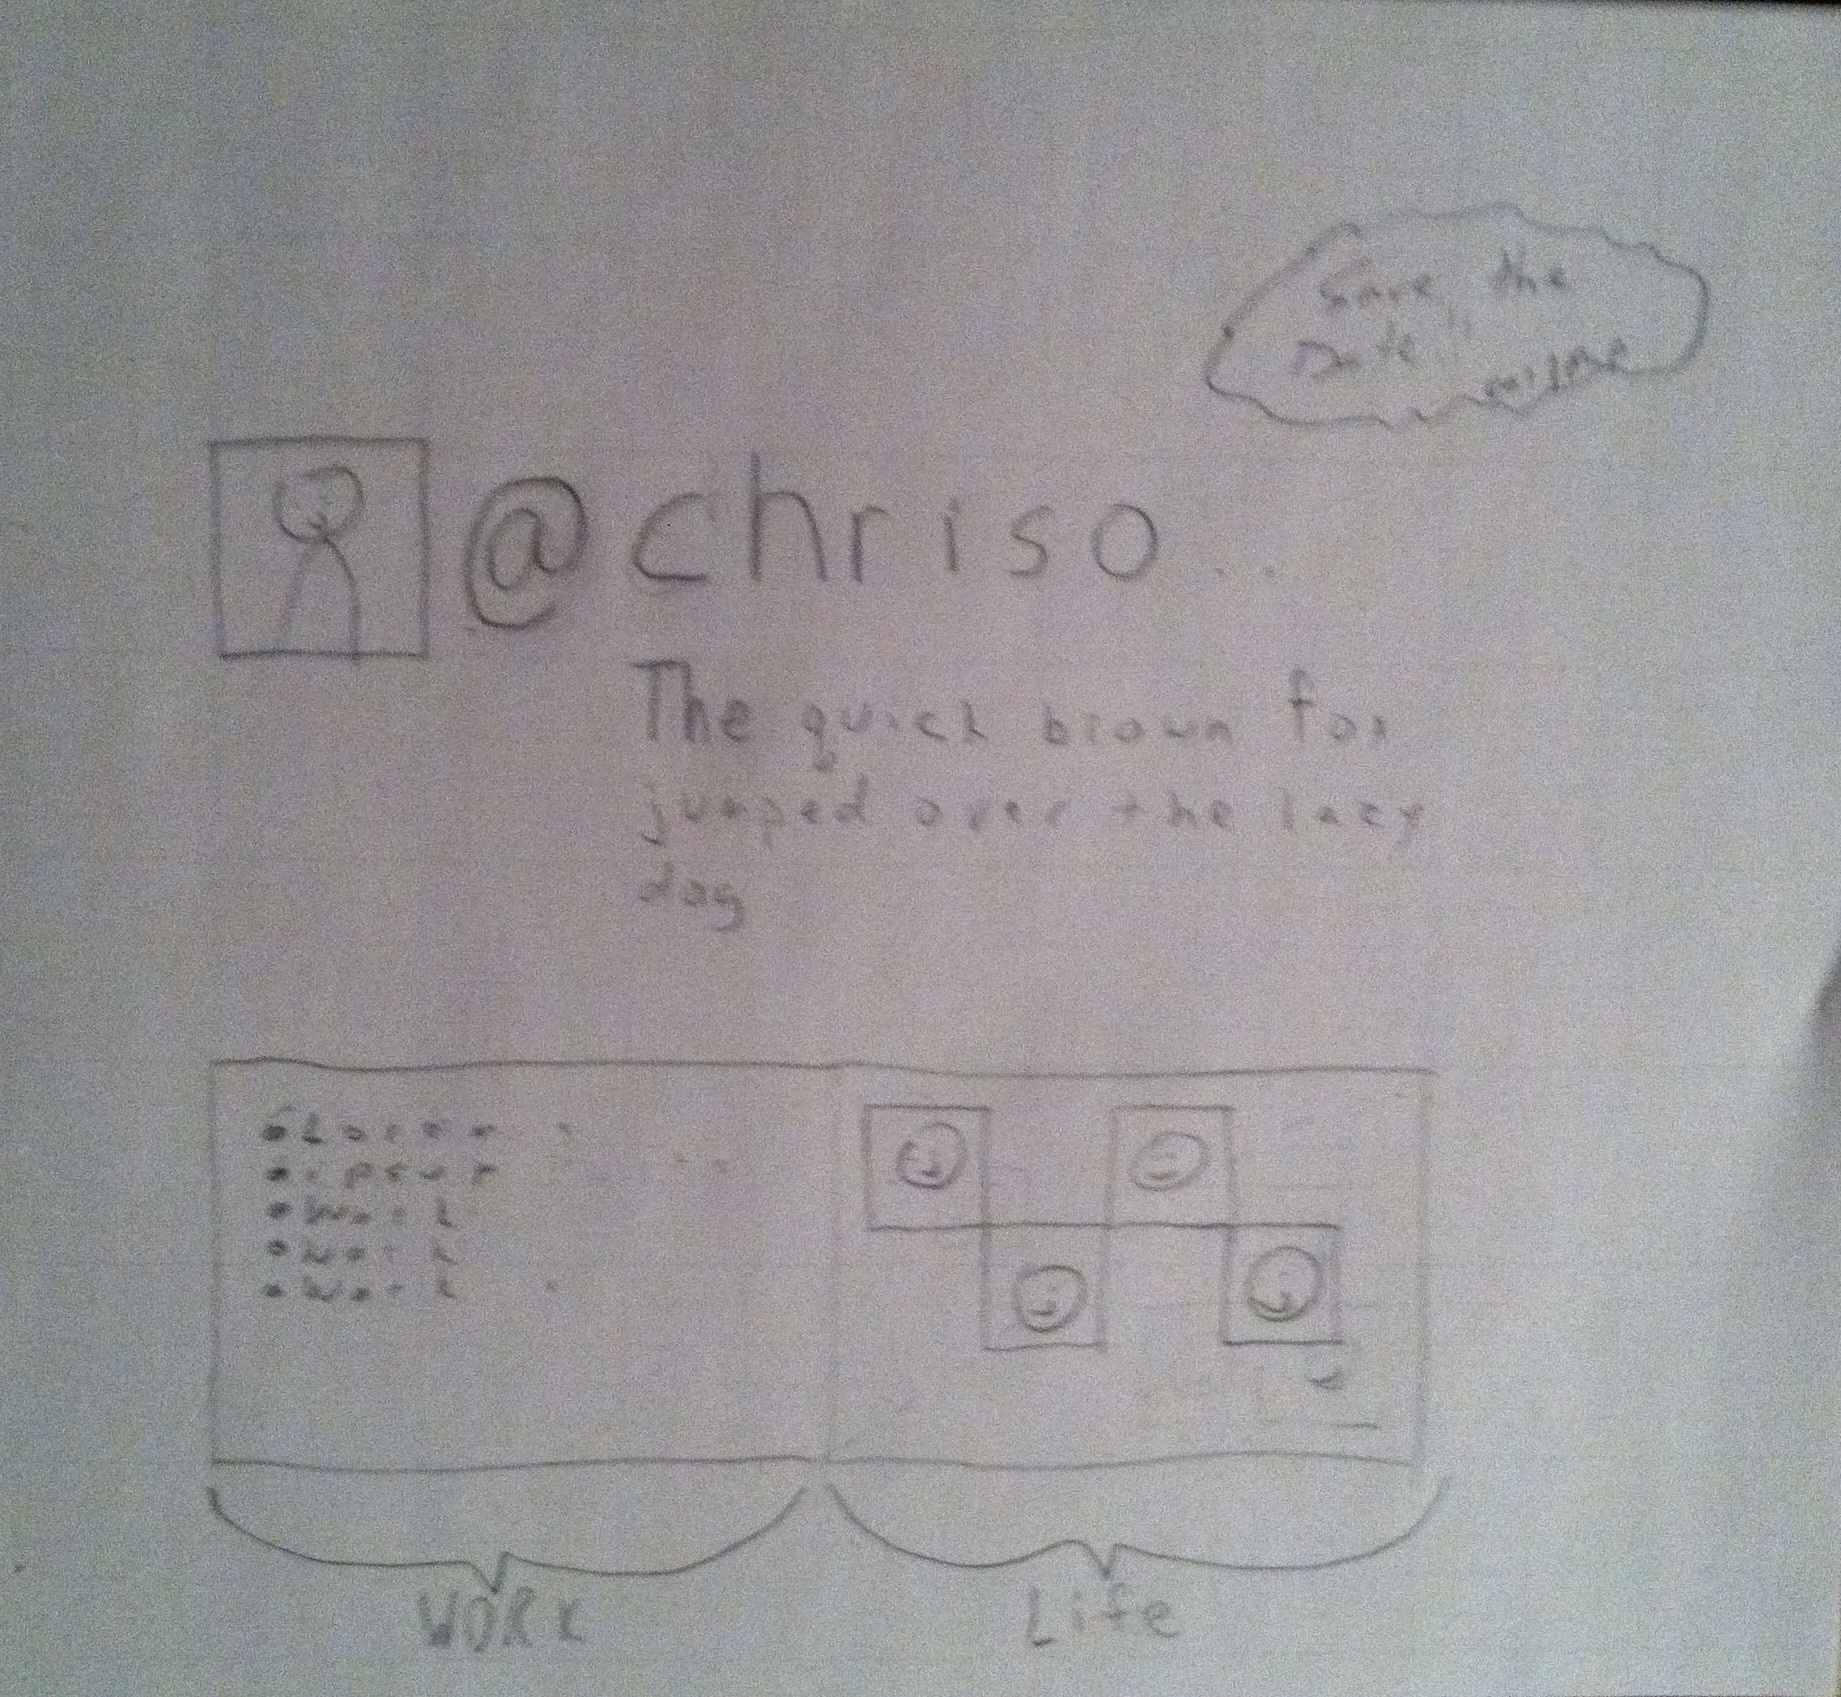 Save the
Date
@chriso..
The quick brown fox
jumped over the lazy
dog
Lorem
ipsum
work
work
work
WORK
Life